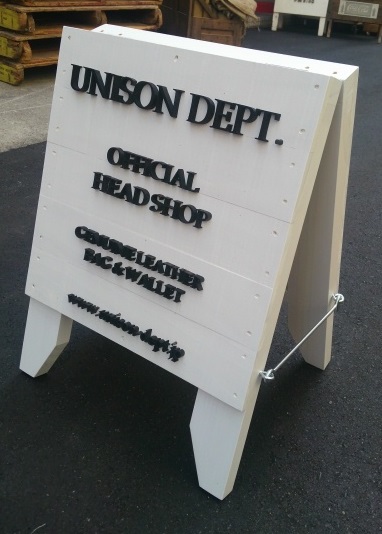 UNISON DEPT.
OFFICIAL
HEAD SHOP
GENUINE LEATHER
BAG & WALLET
www.unison-dept.jp